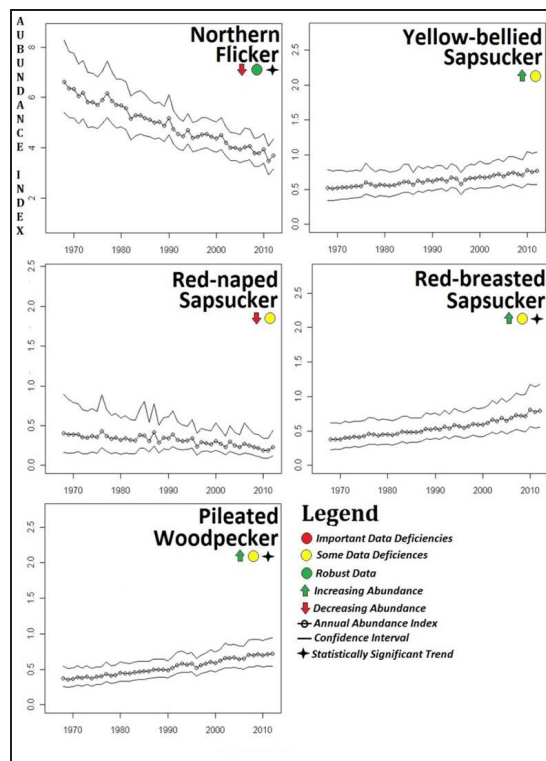 AUBUNDANCE INDEX
Northern
Flicker
8
6
4
2
1970 1980 1990 2000 2010
Yellow-bellied
Sapsucker
2.5
2.0
1.5
1.0
0.5
0.0
1970 1980 1990 2000 2010
Red-naped
Sapsucker
2.5
2.0
1.5
1.0
0.5
0.0
1970 1980 1990 2000 2010
Red-breasted
Sapsucker
2.5
2.0
1.5
1.0
0.5
0.0
1970 1980 1990 2000 2010
Pileated
Woodpecker
2.5
2.0
1.5
1.0
0.5
0.0
1970 1980 1990 2000 2010
Legend
Important Data Deficiencies
Some Data Deficiences
Robust Data
Increasing Abundance
Decreasing Abundance
Annual Abundance Index
Confidence Interval
Statistically Significant Trend